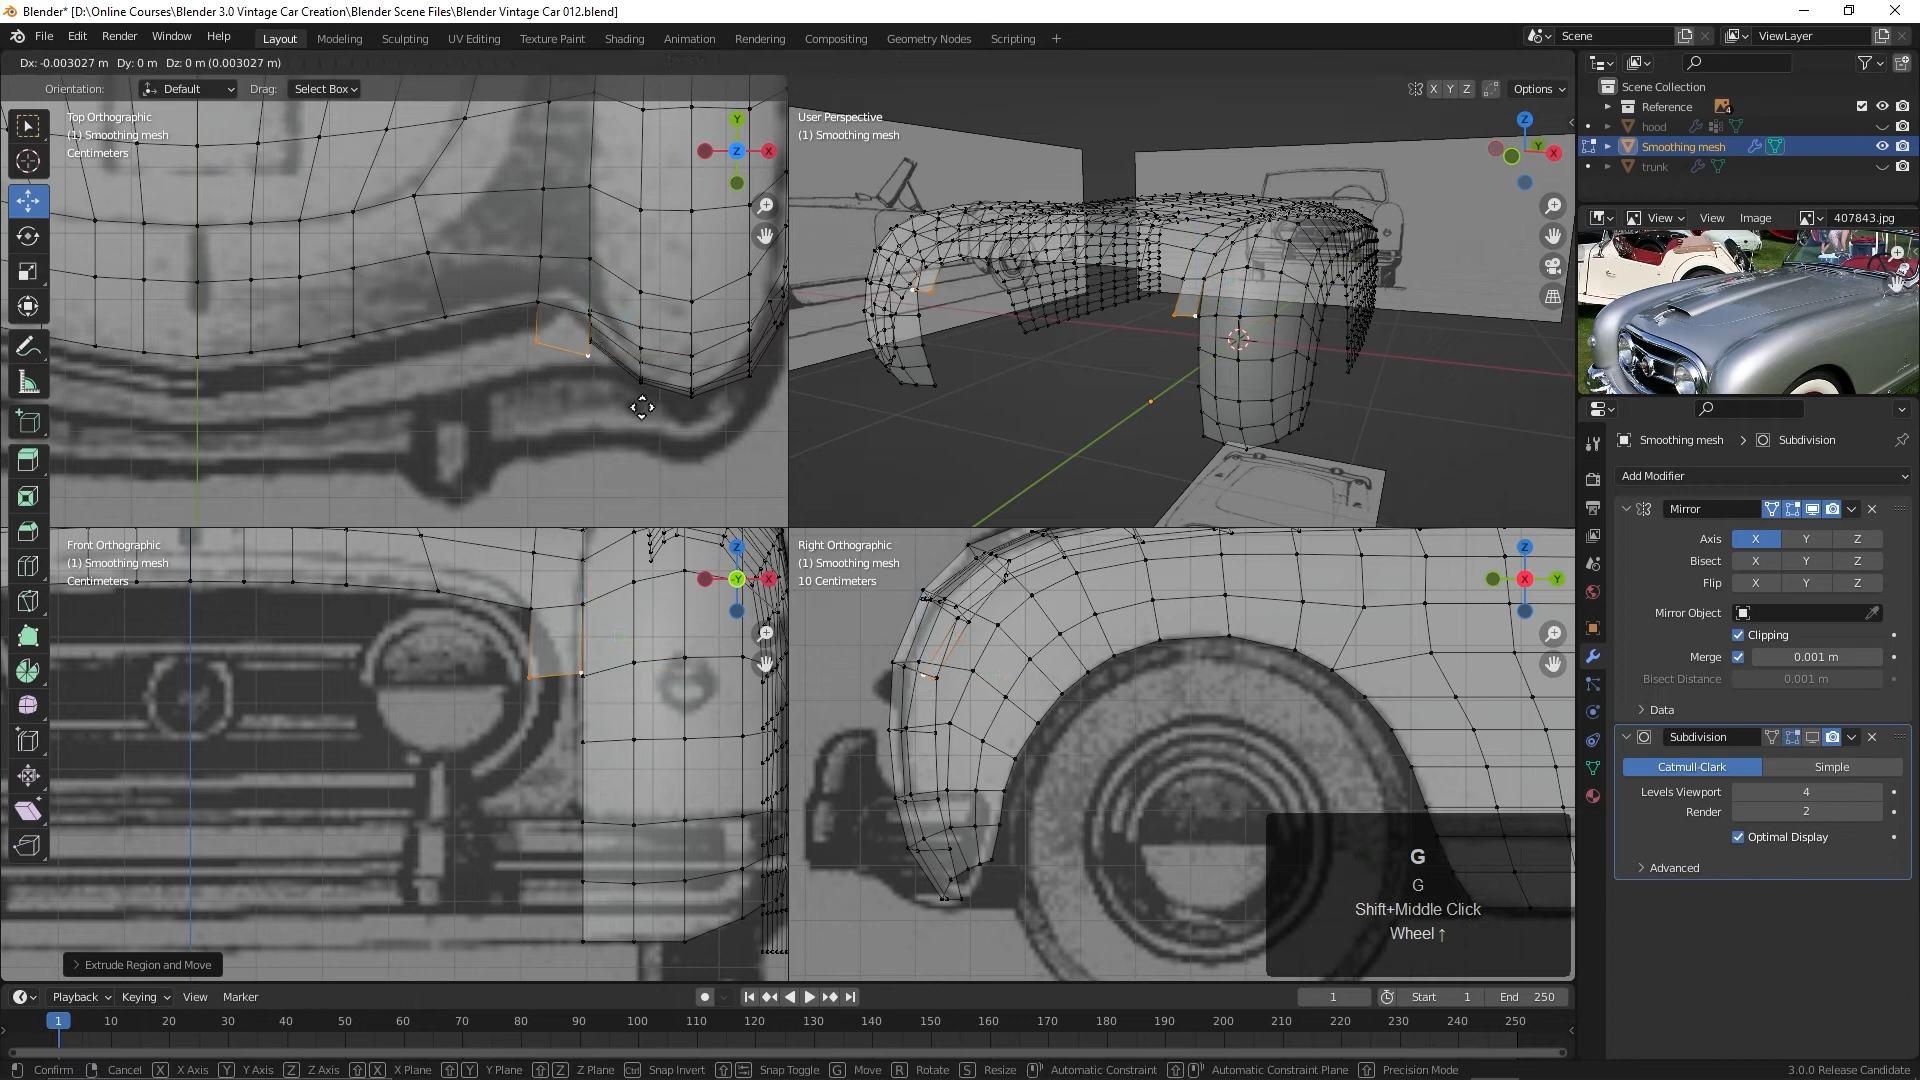 Blender* [D:\Online Courses\Blender 3.0 Vintage Car Creation\Blender Scene Files\Blender Vintage Car 012.blend]
File Edit Render Window Help Layout Modeling Sculpting UV Editing Texture Paint Shading Animation Rendering Compositing Geometry Nodes Scripting + Scene ViewLayer
Dx: -0.003027 m Dy: 0 m Dz: 0 m (0.003027 m)
Orientation: Default Drag: Select Box X Y Z Options
Scene Collection
Reference 4
hood
Smoothing mesh
trunk
Top Orthographic
(1) Smoothing mesh
Centimeters
Y
Z
X
User Perspective
(1) Smoothing mesh
Z
Y
X
View View Image 407843.jpg
Smoothing mesh > Subdivision
Add Modifier
Mirror
Axis X Y Z
Bisect X Y Z
Flip X Y Z
Mirror Object
Clipping
Merge 0.001 m
Bisect Distance 0.001 m
Data
Subdivision
Catmull-Clark Simple
Levels Viewport 4
Render 2
Optimal Display
Advanced
Front Orthographic
(1) Smoothing mesh
Centimeters
Z
-Y
X
Right Orthographic
(1) Smoothing mesh
10 Centimeters
Z
X
Y
G
G
Shift+Middle Click
Wheel ↑
Extrude Region and Move
Playback Keying View Marker 1 Start 1 End 250
1 10 20 30 40 50 60 70 80 90 100 110 120 130 140 150 160 170 180 190 200 210 220 230 240 250
Confirm Cancel X X Axis Y Y Axis Z Z Axis X X Plane Y Y Plane Z Z Plane Ctrl Snap Invert Snap Toggle G Move R Rotate S Resize Automatic Constraint Automatic Constraint Plane Precision Mode 3.0.0 Release Candidate